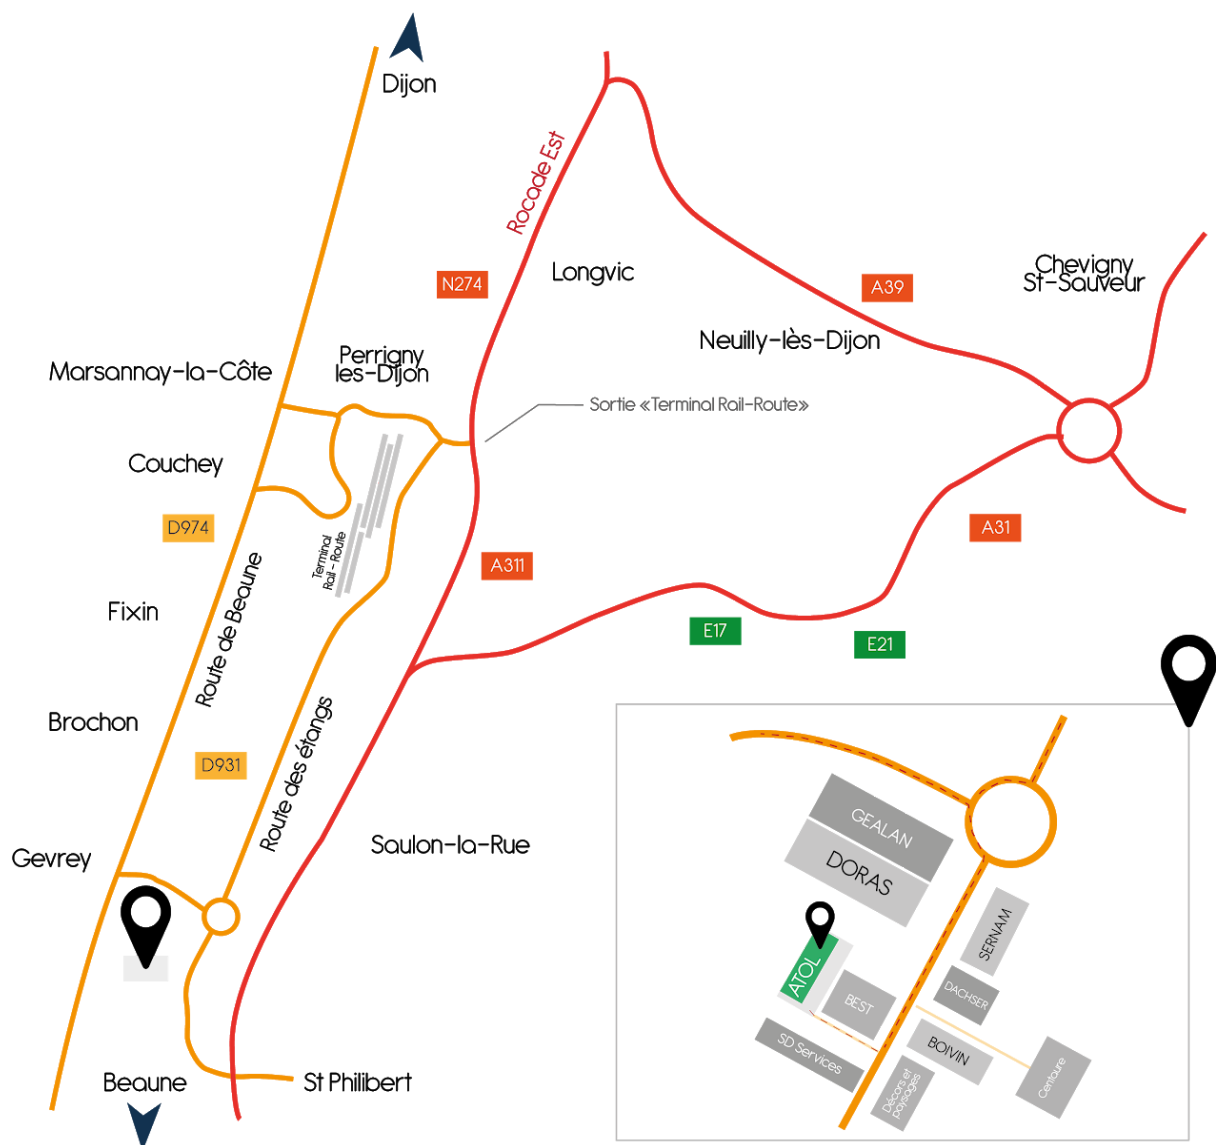 Dijon
Rocade Est
N274
Longvic
A39
Chevigny
St-Sauveur
Neuilly-lès-Dijon
Marsannay-la-Côte
Perrigny
les-Dijon
Sortie «Terminal Rail-Route»
Couchey
D974
Terminal
Rail - Route
A311
A31
Fixin
Route de Beaune
E17
E21
Brochon
D931
Route des étangs
Gevrey
Saulon-la-Rue
Beaune
St Philibert
GEALAN
DORAS
SERNAM
ATOL
BEST
DACHSER
SD Services
BOIVIN
Décors et
paysages
Centaure